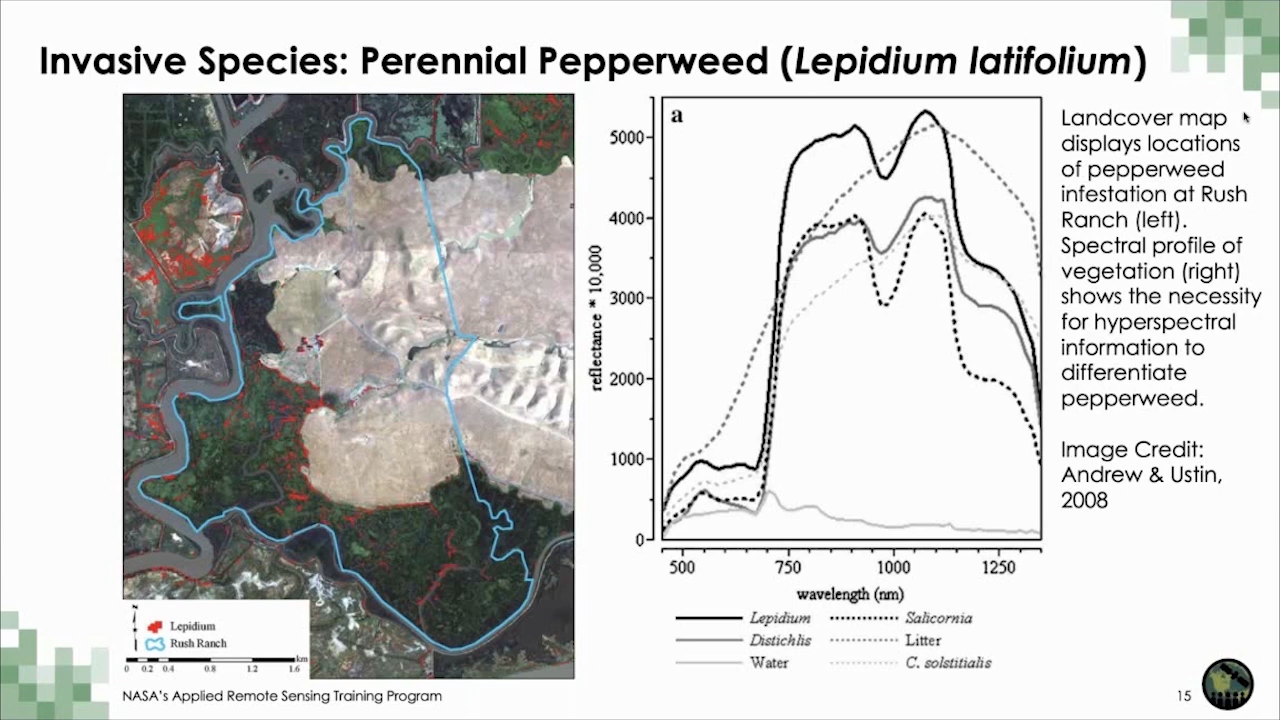 Invasive Species: Perennial Pepperweed (Lepidium latifolium)
N
Lepidium
Rush Ranch
km
0 0.2 0.4 0.8 1.2 1.6
a
5000
4000
3000
2000
1000
0
reflectance * 10,000
500 750 1000 1250
wavelength (nm)
Lepidium Salicornia
Distichlis Litter
Water C. solstitialis
Landcover map
displays locations
of pepperweed
infestation at Rush
Ranch (left).
Spectral profile of
vegetation (right)
shows the necessity
for hyperspectral
information to
differentiate
pepperweed.
Image Credit:
Andrew & Ustin,
2008
NASA's Applied Remote Sensing Training Program
15